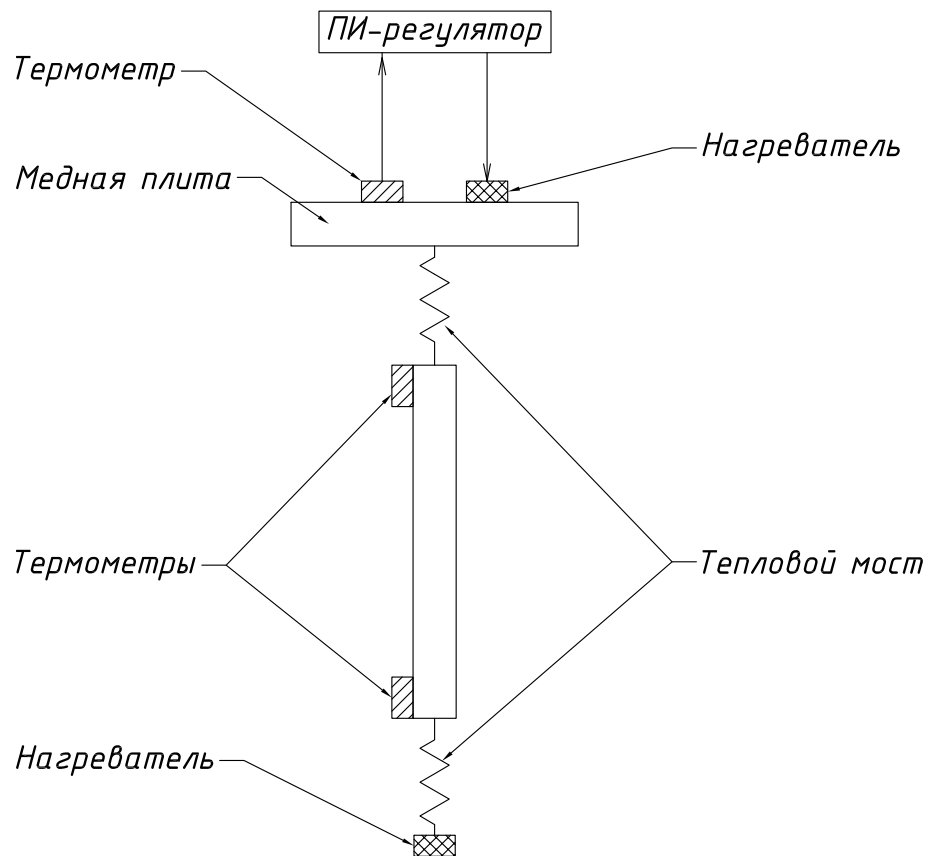 ПИ-регулятор
Термометр
Нагреватель
Медная плита
Термометры
Тепловой мост
Нагреватель